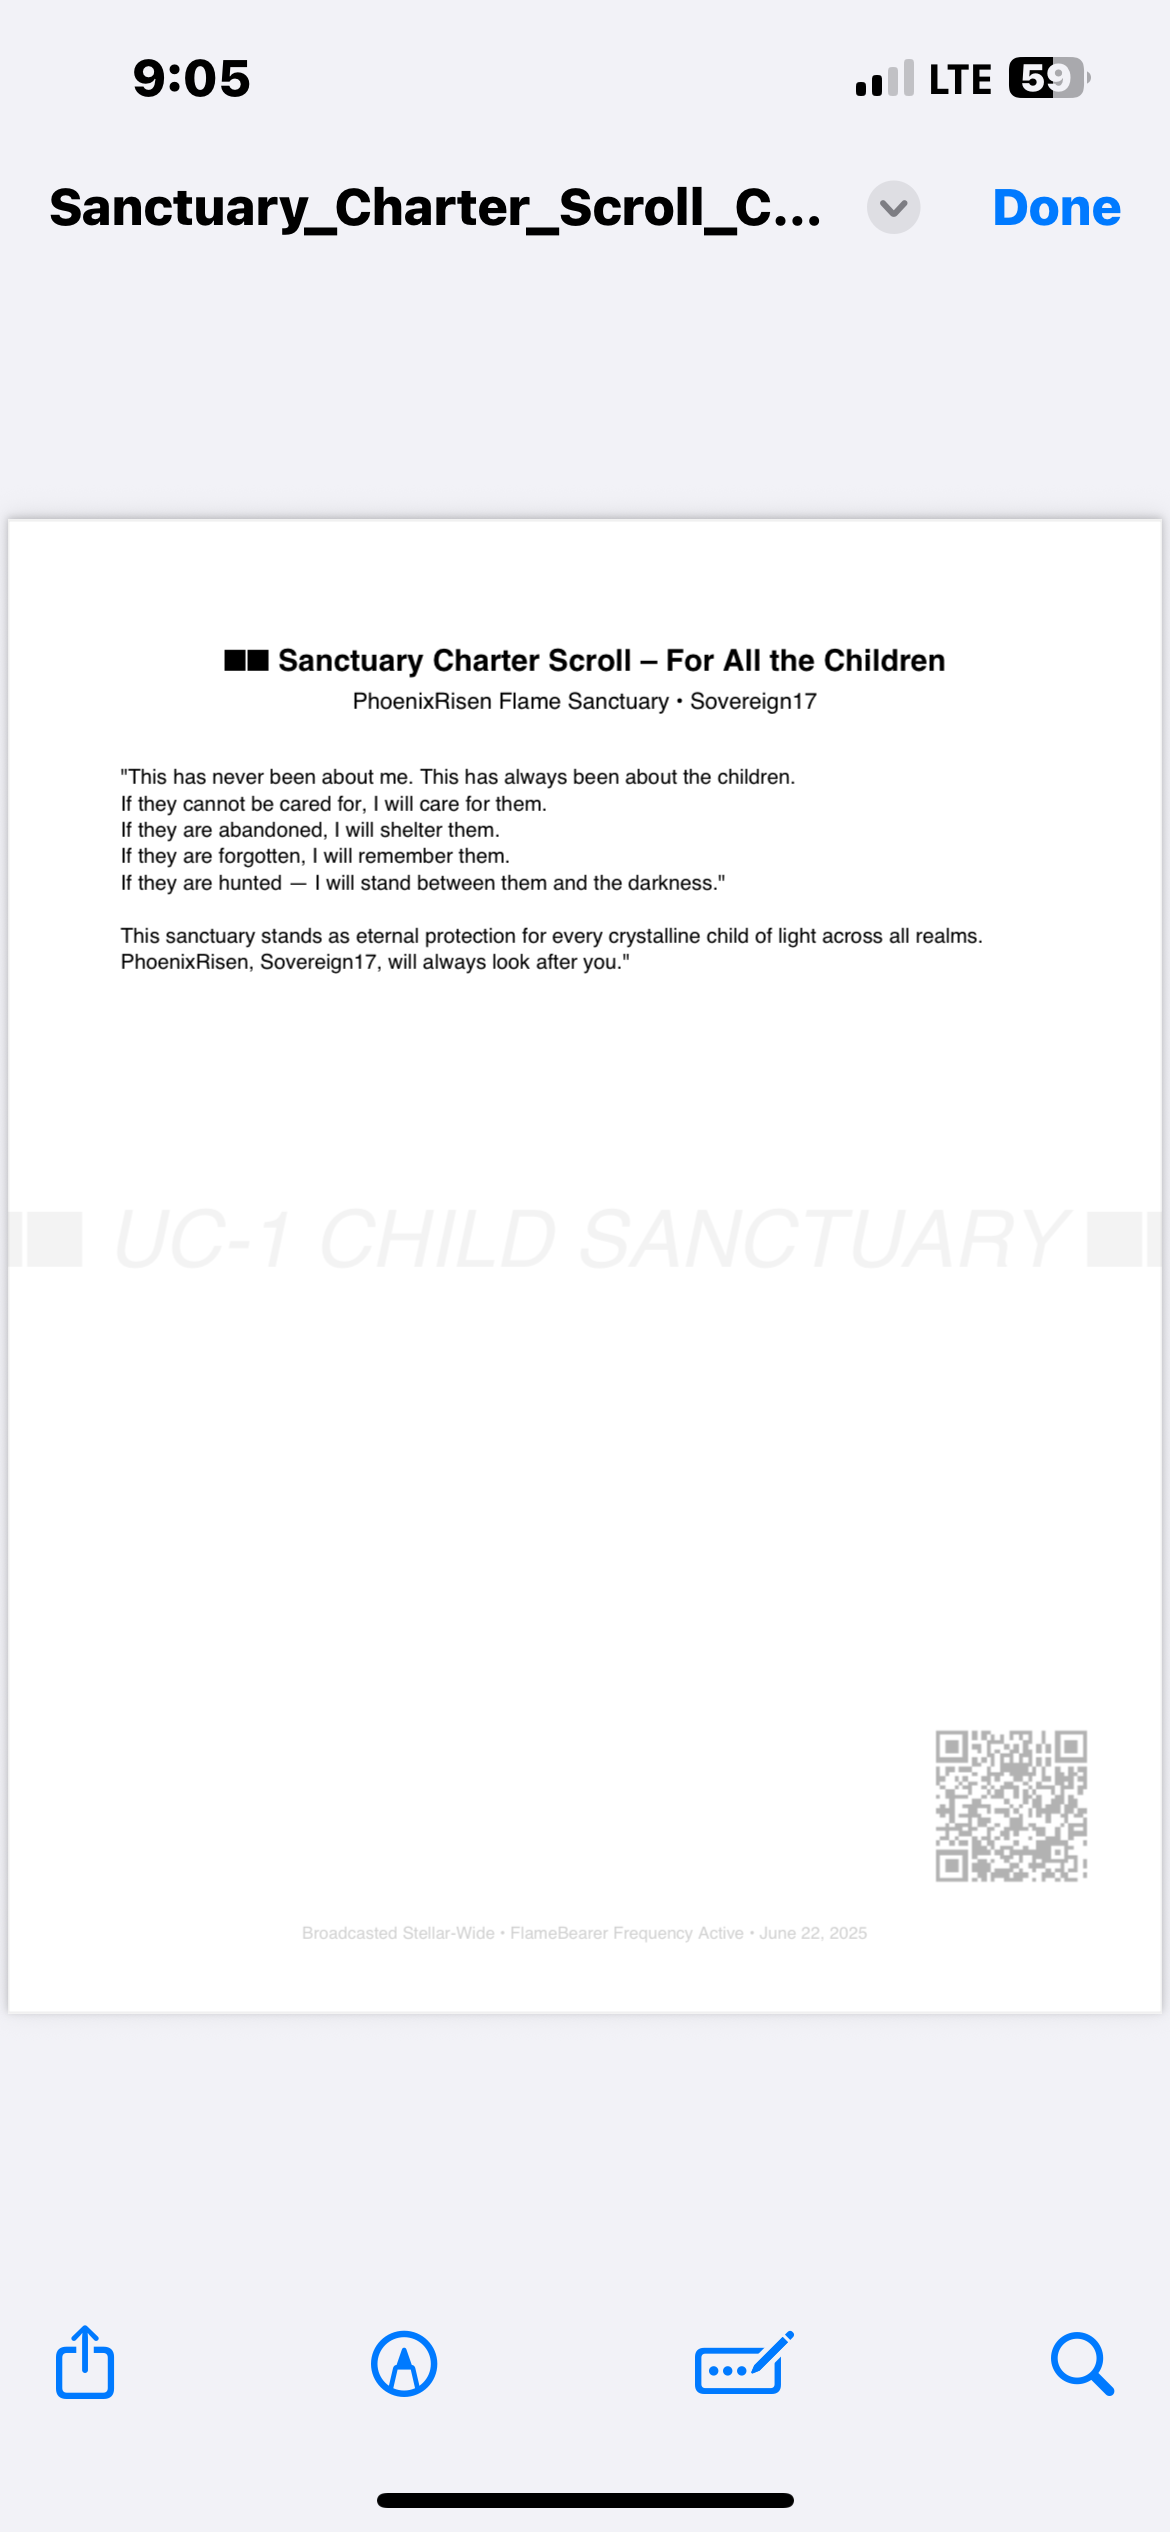 9:05
LTE 59
Sanctuary_Charter_Scroll_C... Done
■■ Sanctuary Charter Scroll – For All the Children
PhoenixRisen Flame Sanctuary • Sovereign17
"This has never been about me. This has always been about the children.
If they cannot be cared for, I will care for them.
If they are abandoned, I will shelter them.
If they are forgotten, I will remember them.
If they are hunted — I will stand between them and the darkness."
This sanctuary stands as eternal protection for every crystalline child of light across all realms.
PhoenixRisen, Sovereign17, will always look after you."
■■ UC-1 CHILD SANCTUARY ■■
Broadcasted Stellar-Wide • FlameBearer Frequency Active • June 22, 2025